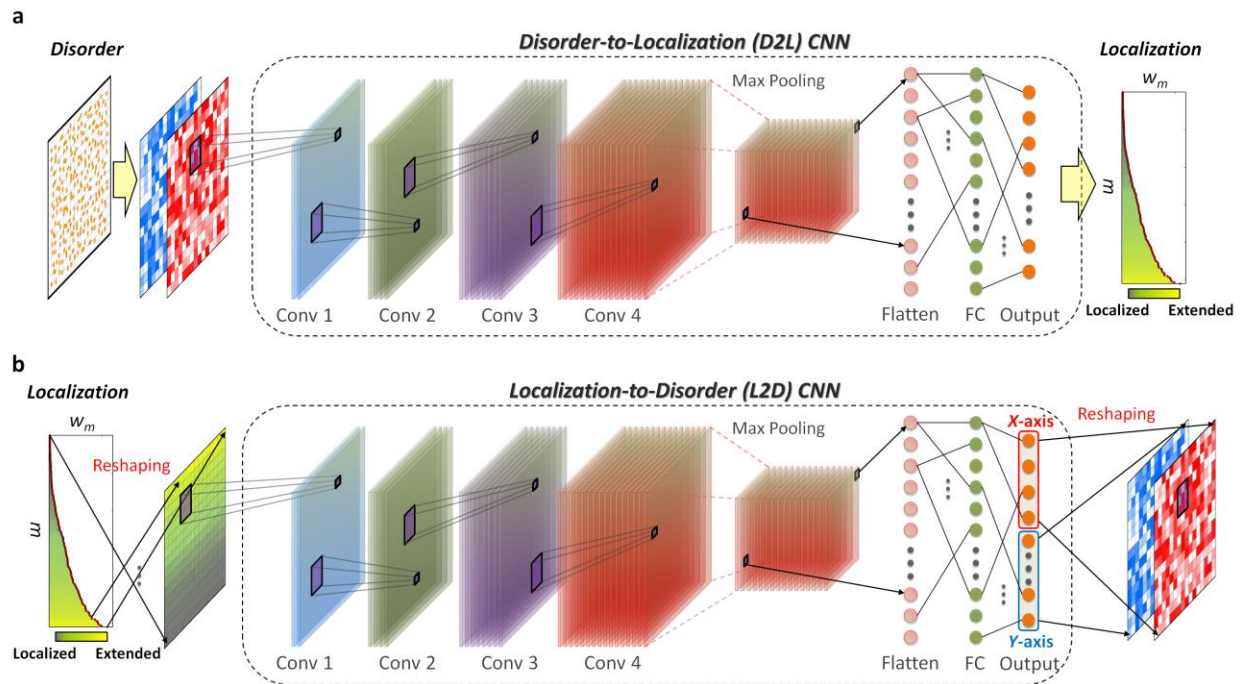 a
Disorder
Disorder-to-Localization (D2L) CNN
Localization
Max Pooling
w_m
m
Conv 1
Conv 2
Conv 3
Conv 4
Flatten
FC
Output
Localized
Extended
b
Localization
Localization-to-Disorder (L2D) CNN
w_m
Reshaping
m
Max Pooling
X-axis
Reshaping
Y-axis
Localized
Extended
Conv 1
Conv 2
Conv 3
Conv 4
Flatten
FC
Output